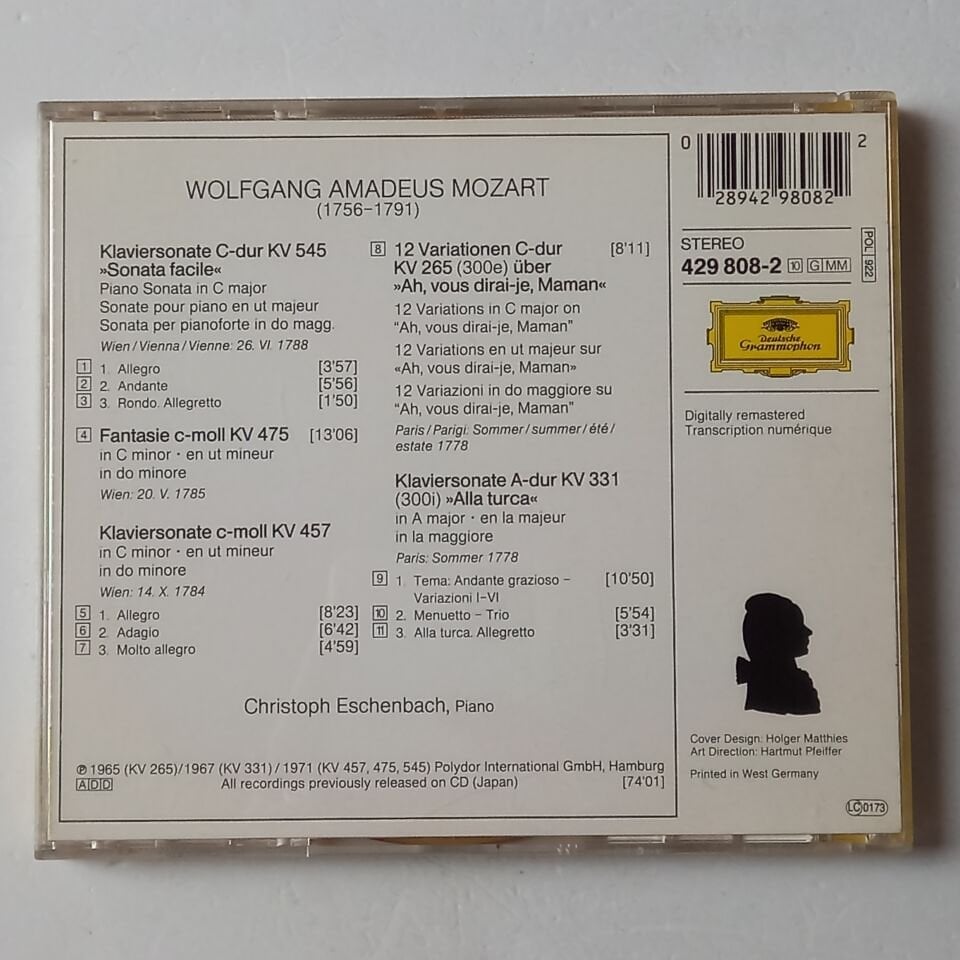 WOLFGANG AMADEUS MOZART
(1756–1791)
Klaviersonate C-dur KV 545
»Sonata facile«
Piano Sonata in C major
Sonate pour piano en ut majeur
Sonata per pianoforte in do magg.
Wien/Vienna/Vienne: 26. VI. 1788
1 1. Allegro [3'57]
2 2. Andante [5'56]
3 3. Rondo. Allegretto [1'50]
4 Fantasie c-moll KV 475 [13'06]
in C minor · en ut mineur
in do minore
Wien: 20. V. 1785
Klaviersonate c-moll KV 457
in C minor · en ut mineur
in do minore
Wien: 14. X. 1784
5 1. Allegro [8'23]
6 2. Adagio [6'42]
7 3. Molto allegro [4'59]
8 12 Variationen C-dur [8'11]
KV 265 (300e) über
»Ah, vous dirai-je, Maman«
12 Variations in C major on
“Ah, vous dirai-je, Maman”
12 Variations en ut majeur sur
«Ah, vous dirai-je, Maman»
12 Variazioni in do maggiore su
“Ah, vous dirai-je, Maman”
Paris/Parigi: Sommer/summer/été/
estate 1778
Klaviersonate A-dur KV 331
(300i) »Alla turca«
in A major · en la majeur
in la maggiore
Paris: Sommer 1778
9 1. Tema: Andante grazioso – [10'50]
Variazioni I–VI
10 2. Menuetto – Trio [5'54]
11 3. Alla turca. Allegretto [3'31]
Christoph Eschenbach, Piano
℗ 1965 (KV 265)/1967 (KV 331)/1971 (KV 457, 475, 545) Polydor International GmbH, Hamburg
ADD All recordings previously released on CD (Japan) [74'01]
0 28942 98082 2
STEREO
429 808-2 10 G MM
POL 922
Deutsche
Grammophon
Digitally remastered
Transcription numérique
Cover Design: Holger Matthies
Art Direction: Hartmut Pfeiffer
Printed in West Germany
LC 0173